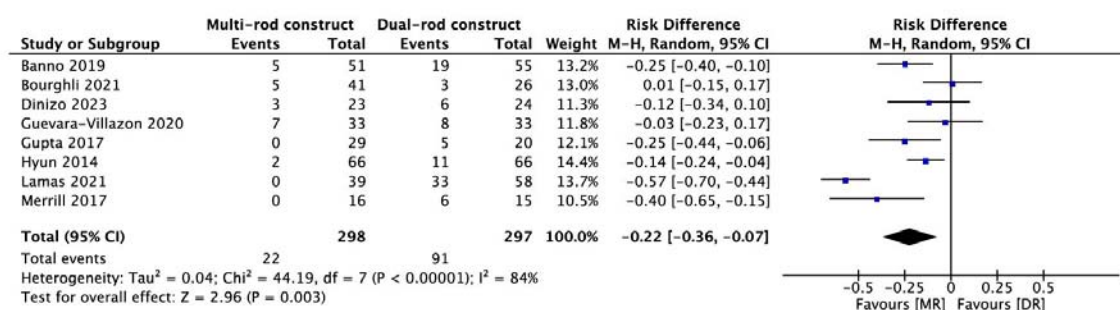 Multi-rod construct Dual-rod construct Risk Difference Risk Difference
Study or Subgroup Events Total Events Total Weight M-H, Random, 95% CI M-H, Random, 95% CI
Banno 2019 5 51 19 55 13.2% -0.25 [-0.40, -0.10]
Bourghli 2021 5 41 3 26 13.0% 0.01 [-0.15, 0.17]
Dinizo 2023 3 23 6 24 11.3% -0.12 [-0.34, 0.10]
Guevara-Villazon 2020 7 33 8 33 11.8% -0.03 [-0.23, 0.17]
Gupta 2017 0 29 5 20 12.1% -0.25 [-0.44, -0.06]
Hyun 2014 2 66 11 66 14.4% -0.14 [-0.24, -0.04]
Lamas 2021 0 39 33 58 13.7% -0.57 [-0.70, -0.44]
Merrill 2017 0 16 6 15 10.5% -0.40 [-0.65, -0.15]
Total (95% CI) 298 297 100.0% -0.22 [-0.36, -0.07]
Total events 22 91
Heterogeneity: Tau² = 0.04; Chi² = 44.19, df = 7 (P < 0.00001); I² = 84%
Test for overall effect: Z = 2.96 (P = 0.003)
-0.5 -0.25 0 0.25 0.5
Favours [MR] Favours [DR]